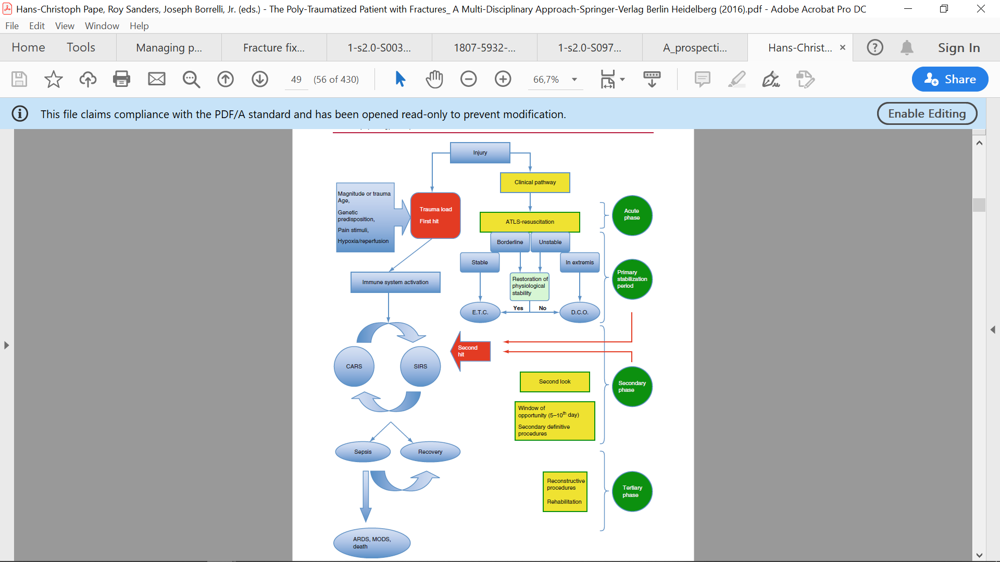 Hans-Christoph Pape, Roy Sanders, Joseph Borrelli, Jr. (eds.) - The Poly-Traumatized Patient with Fractures_ A Multi-Disciplinary Approach-Springer-Verlag Berlin Heidelberg (2016).pdf - Adobe Acrobat Pro DC
File Edit View Window Help
Home Tools Managing p... Fracture fix... 1-s2.0-S003... 1807-5932-... 1-s2.0-S097... A_prospecti... Hans-Christ... × Sign In
49 (56 of 430) 66,7% Share
This file claims compliance with the PDF/A standard and has been opened read-only to prevent modification. Enable Editing
Injury
Clinical pathway
Magnitude or trauma
Age,
Genetic
predisposition,
Pain stimuli,
Hypoxia/reperfusion
Trauma load
First hit
ATLS-resuscitation
Acute
phase
Borderline Unstable
Stable In extremis
Restoration of
physiological
stability
Primary
stabilization
period
Immune system activation
Yes No
E.T.C. D.C.O.
Second
hit
CARS SIRS
Second look
Secondary
phase
Window of
opportunity (5–10th day)
Secondary definitive
procedures
Sepsis Recovery
Reconstructive
procedures
Rehabilitation
Tertiary
phase
ARDS, MODS,
death